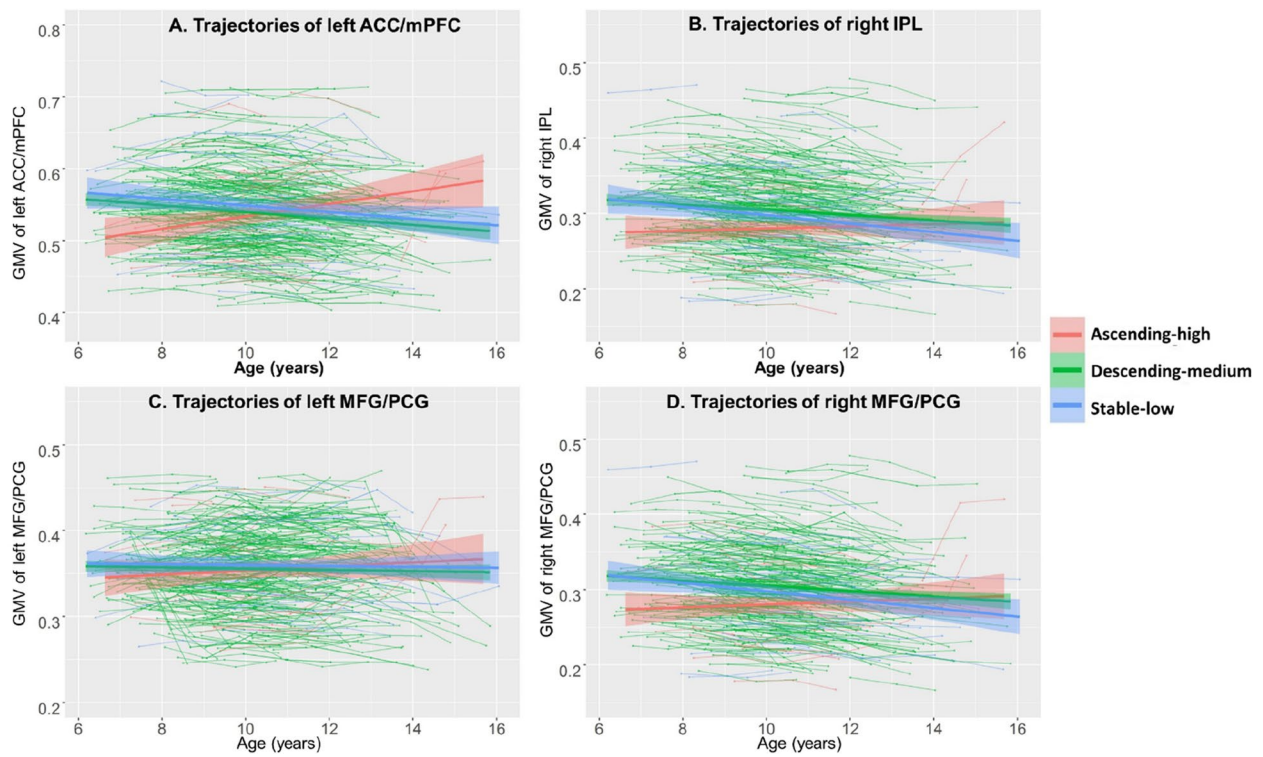 A. Trajectories of left ACC/mPFC
GMV of left ACC/mPFC
0.8
0.7
0.6
0.5
0.4
6 8 10 12 14 16
Age (years)
B. Trajectories of right IPL
GMV of right IPL
0.5
0.4
0.3
0.2
6 8 10 12 14 16
Age (years)
C. Trajectories of left MFG/PCG
GMV of left MFG/PCG
0.5
0.4
0.3
0.2
6 8 10 12 14 16
Age (years)
D. Trajectories of right MFG/PCG
GMV of right MFG/PCG
0.5
0.4
0.3
0.2
6 8 10 12 14 16
Age (years)
Ascending-high
Descending-medium
Stable-low